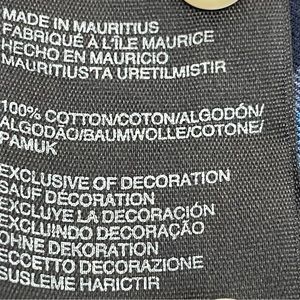 MADE IN MAURITIUS
FABRIQUÉ À L'ÎLE MAURICE
HECHO EN MAURICIO
MAURITIUSTA URETILMISTIR
100% COTTON/COTON/ALGODÓN/
ALGODÃO/BAUMWOLLE/COTONE/
PAMUK
EXCLUSIVE OF DECORATION
SAUF DÉCORATION
EXCLUYE LA DECORACIÓN
EXCLUINDO DECORAÇÃO
OHNE DEKORATION
ECCETTO DECORAZIONE
SUSLEME HARICTIR